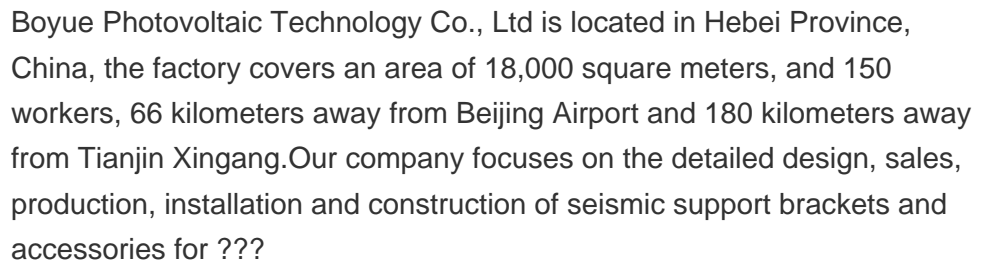 Boyue Photovoltaic Technology Co., Ltd is located in Hebei Province,
China, the factory covers an area of 18,000 square meters, and 150
workers, 66 kilometers away from Beijing Airport and 180 kilometers away
from Tianjin Xingang.Our company focuses on the detailed design, sales,
production, installation and construction of seismic support brackets and
accessories for ???